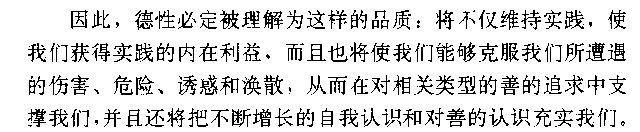 因此，德性必定被理解为这样的品质：将不仅维持实践，使
我们获得实践的内在利益，而且也将使我们能够克服我们所遭遇
的伤害、危险、诱惑和涣散，从而在对相关类型的善的追求中支
撑我们，并且还将把不断增长的自我认识和对善的认识充实我们。